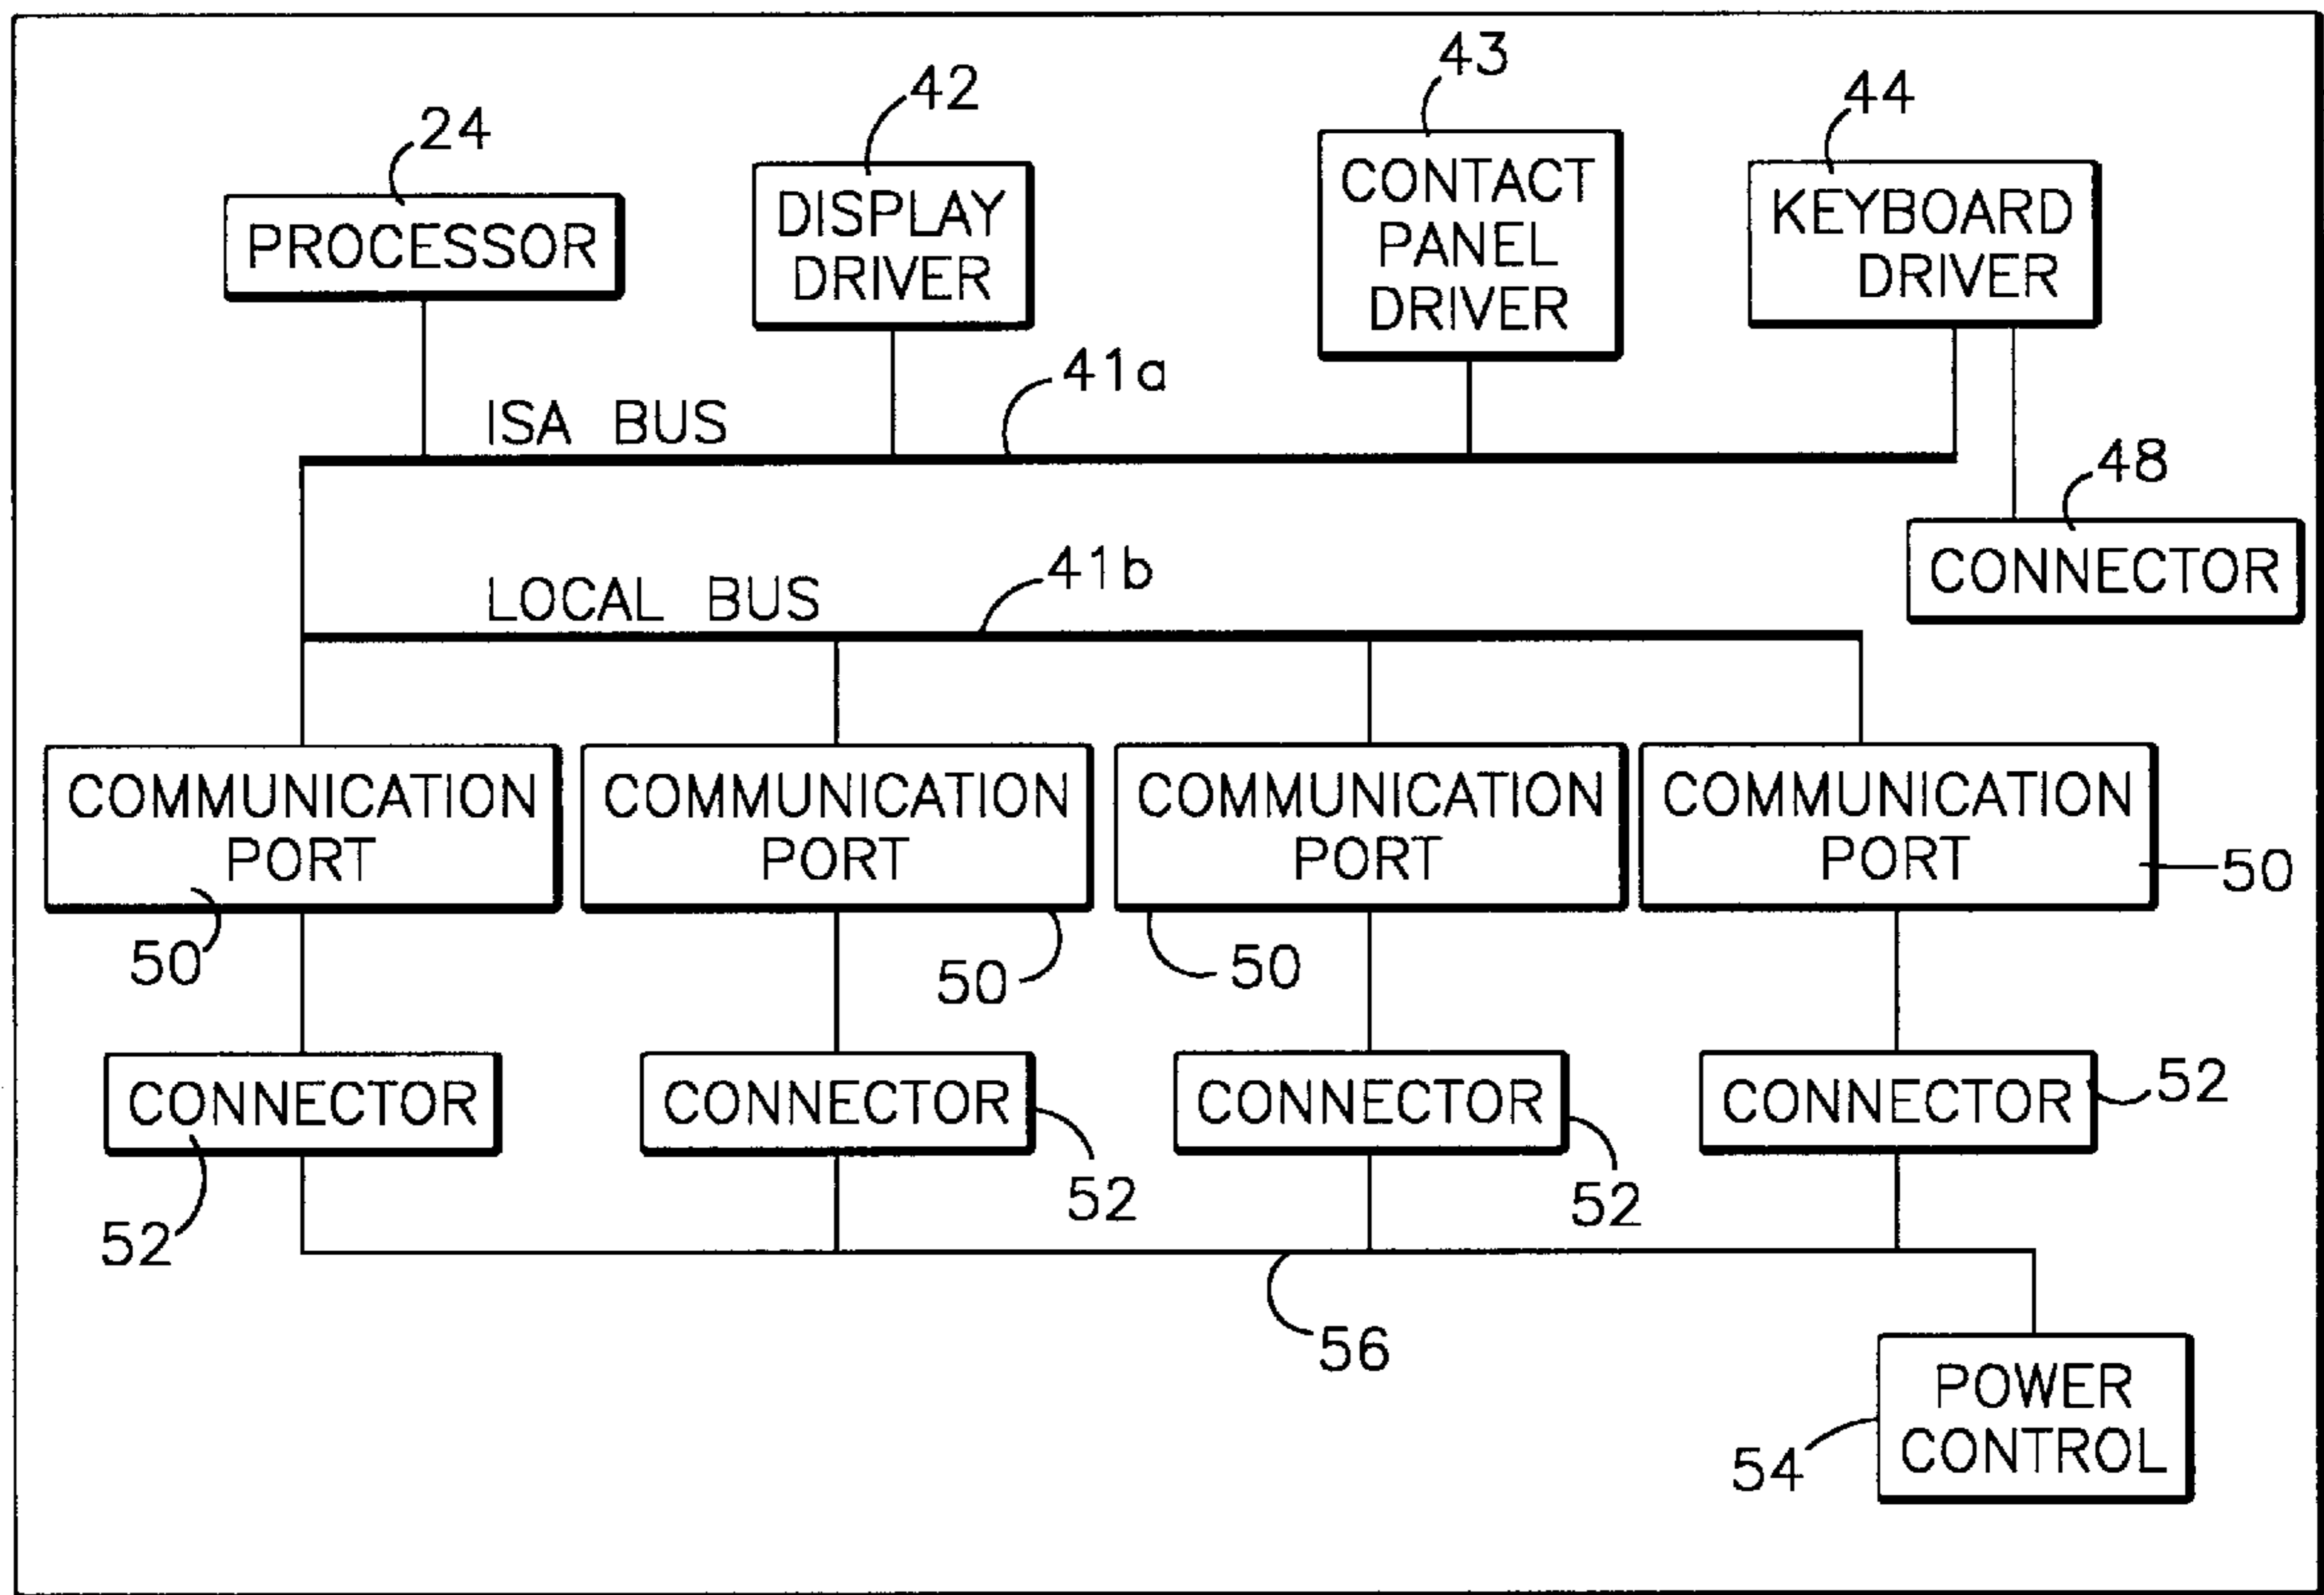 43
42
44
24
CONTACT
PANEL
DRIVER
DISPLAY
DRIVER
KEYBOARD
DRIVER
PROCESSOR
41a
ISA BUS
48
CONNECTOR
41b
LOCAL BUS
COMMUNICATION
PORT
COMMUNICATION
PORT
COMMUNICATION
PORT
COMMUNICATION
PORT
50
50
50
50
CONNECTOR
CONNECTOR
CONNECTOR
CONNECTOR
52
52
52
52
56
POWER
CONTROL
54